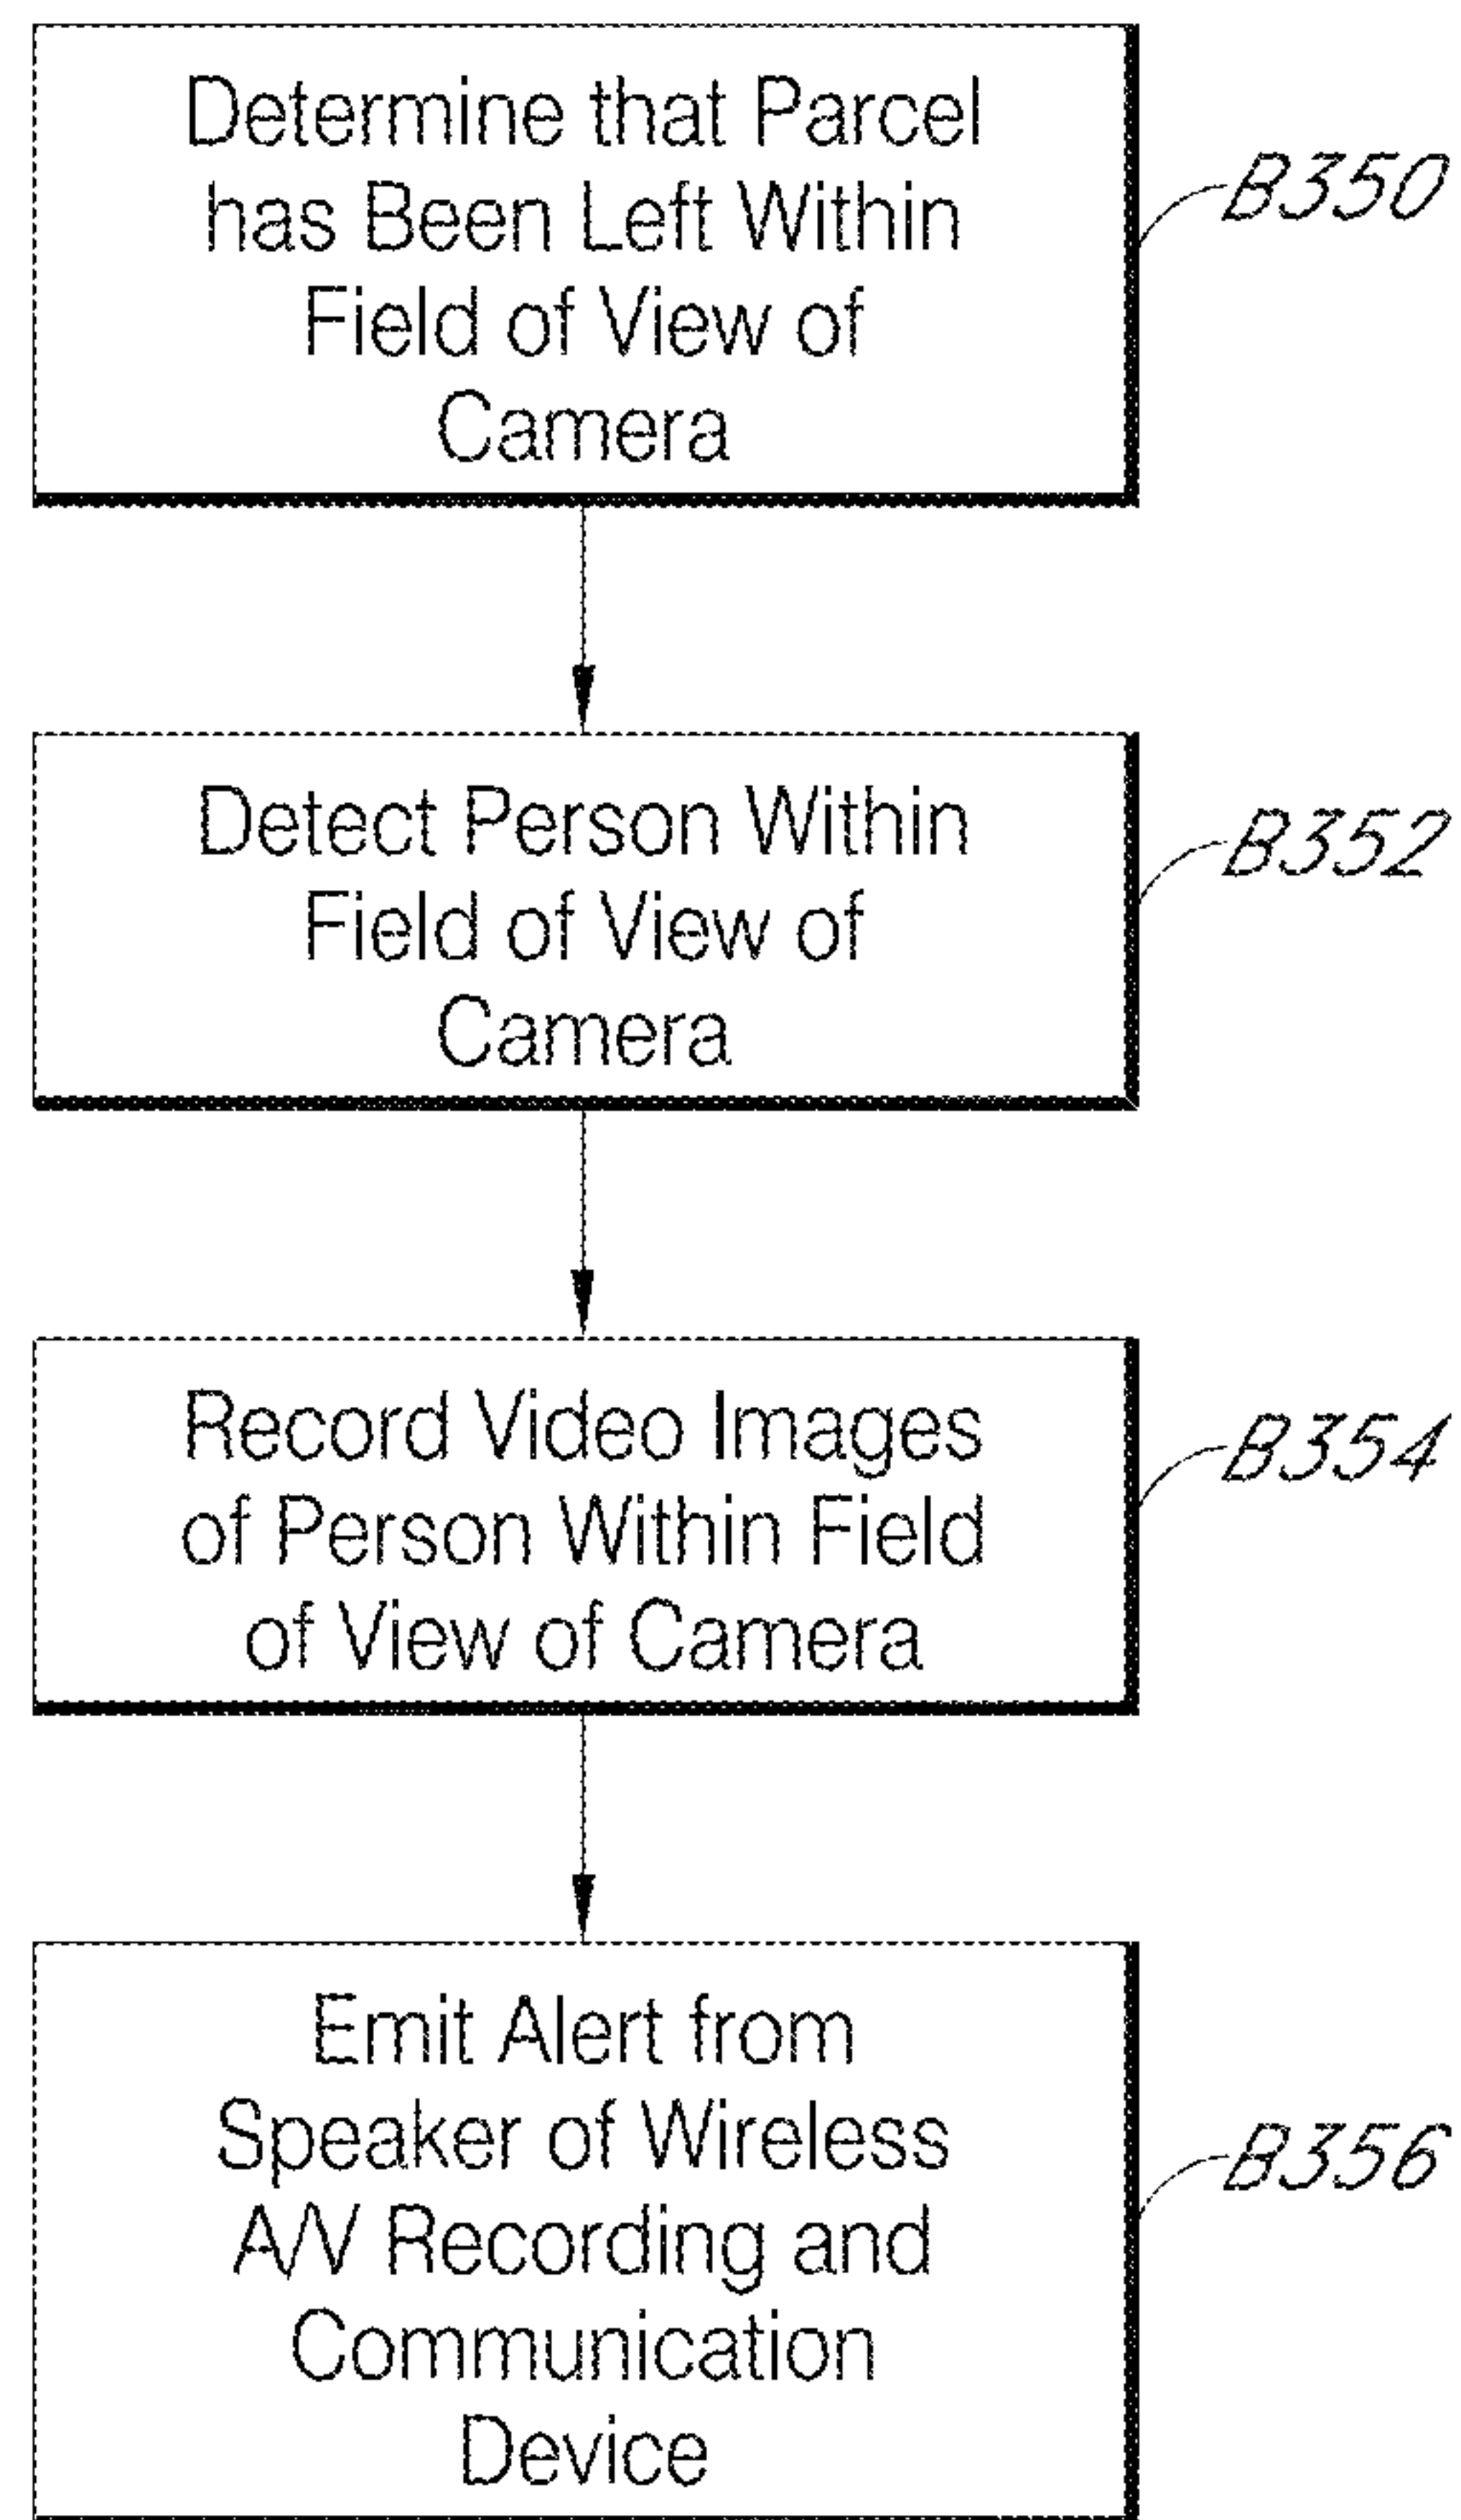 Determine that Parcel
has Been Left Within
Field of View of
Camera
B350
Detect Person Within
Field of View of
Camera
B352
Record Video Images
of Person Within Field
of View of Camera
B354
Emit Alert from
Speaker of Wireless
A/V Recording and
Communication
Device
B356